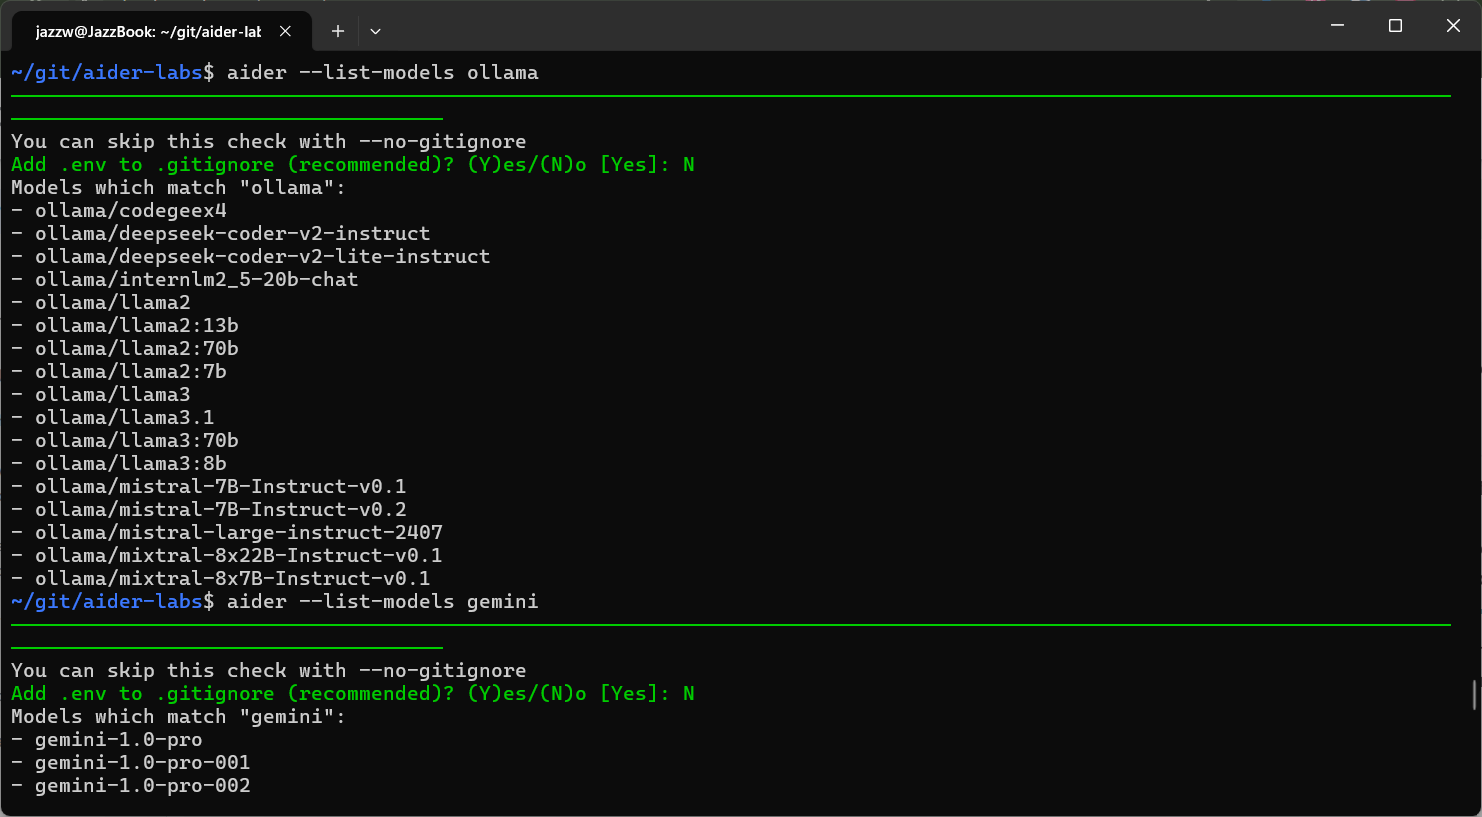 jazzw@JazzBook: ~/git/aider-lab
~/git/aider-labs$ aider --list-models ollama
You can skip this check with --no-gitignore
Add .env to .gitignore (recommended)? (Y)es/(N)o [Yes]: N
Models which match "ollama":
- ollama/codegeex4
- ollama/deepseek-coder-v2-instruct
- ollama/deepseek-coder-v2-lite-instruct
- ollama/internlm2_5-20b-chat
- ollama/llama2
- ollama/llama2:13b
- ollama/llama2:70b
- ollama/llama2:7b
- ollama/llama3
- ollama/llama3.1
- ollama/llama3:70b
- ollama/llama3:8b
- ollama/mistral-7B-Instruct-v0.1
- ollama/mistral-7B-Instruct-v0.2
- ollama/mistral-large-instruct-2407
- ollama/mixtral-8x22B-Instruct-v0.1
- ollama/mixtral-8x7B-Instruct-v0.1
~/git/aider-labs$ aider --list-models gemini
You can skip this check with --no-gitignore
Add .env to .gitignore (recommended)? (Y)es/(N)o [Yes]: N
Models which match "gemini":
- gemini-1.0-pro
- gemini-1.0-pro-001
- gemini-1.0-pro-002